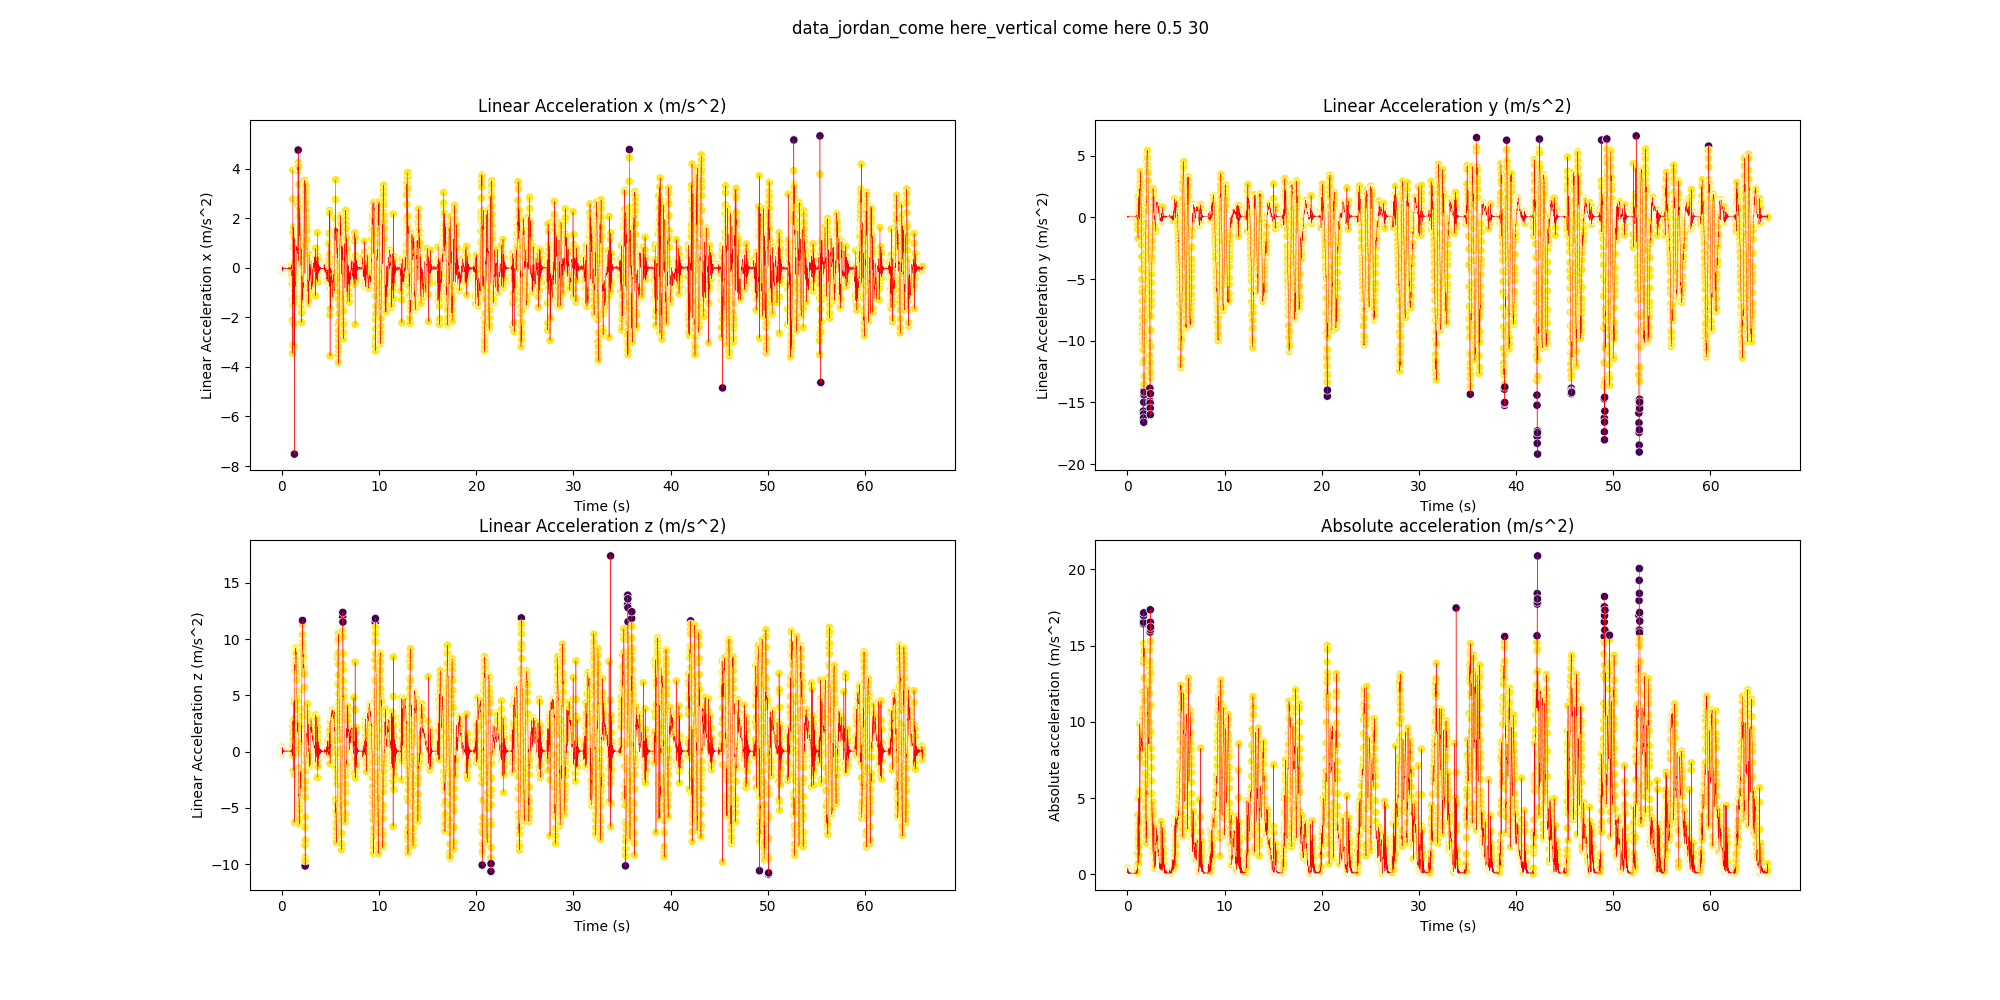 data_jordan_come here_vertical come here 0.5 30
Linear Acceleration x (m/s^2)
Linear Acceleration x (m/s^2)
4
2
0
−2
−4
−6
−8
0 10 20 30 40 50 60
Time (s)
Linear Acceleration y (m/s^2)
Linear Acceleration y (m/s^2)
5
0
−5
−10
−15
−20
0 10 20 30 40 50 60
Time (s)
Linear Acceleration z (m/s^2)
Linear Acceleration z (m/s^2)
15
10
5
0
−5
−10
0 10 20 30 40 50 60
Time (s)
Absolute acceleration (m/s^2)
Absolute acceleration (m/s^2)
20
15
10
5
0
0 10 20 30 40 50 60
Time (s)